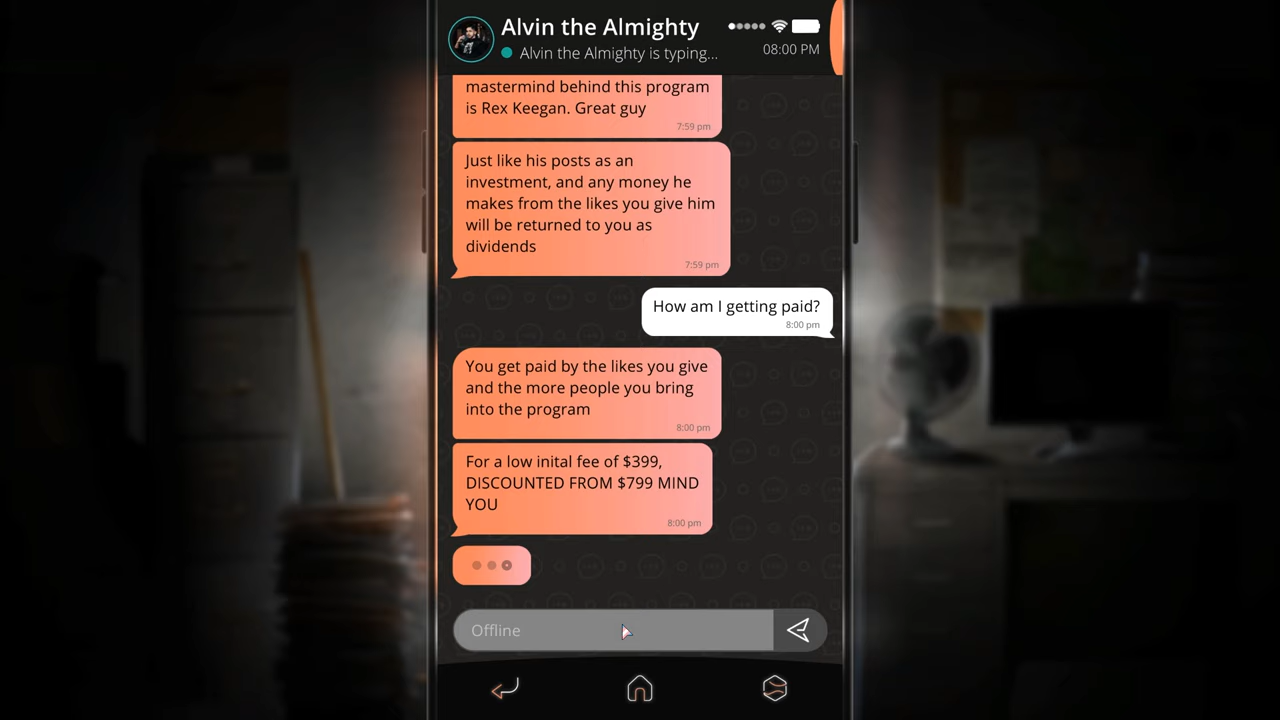 Alvin the Almighty
Alvin the Almighty is typing...
08:00 PM
mastermind behind this program
is Rex Keegan. Great guy
7:59 pm
Just like his posts as an
investment, and any money he
makes from the likes you give him
will be returned to you as
dividends
7:59 pm
How am I getting paid?
8:00 pm
You get paid by the likes you give
and the more people you bring
into the program
8:00 pm
For a low inital fee of $399,
DISCOUNTED FROM $799 MIND
YOU
8:00 pm
Offline